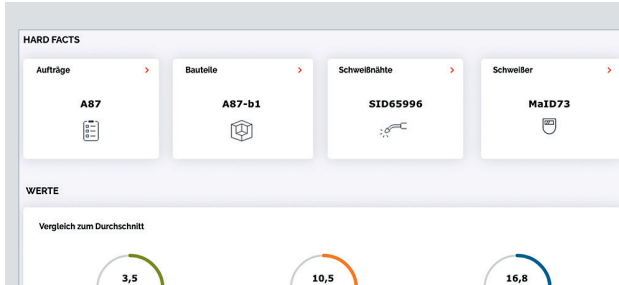 HARD FACTS
Aufträge
Bauteile
Schweißnähte
Schweißer
A87
A87-b1
SID65996
MaID73
WERTE
Vergleich zum Durchschnitt
3,5
10,5
16,8